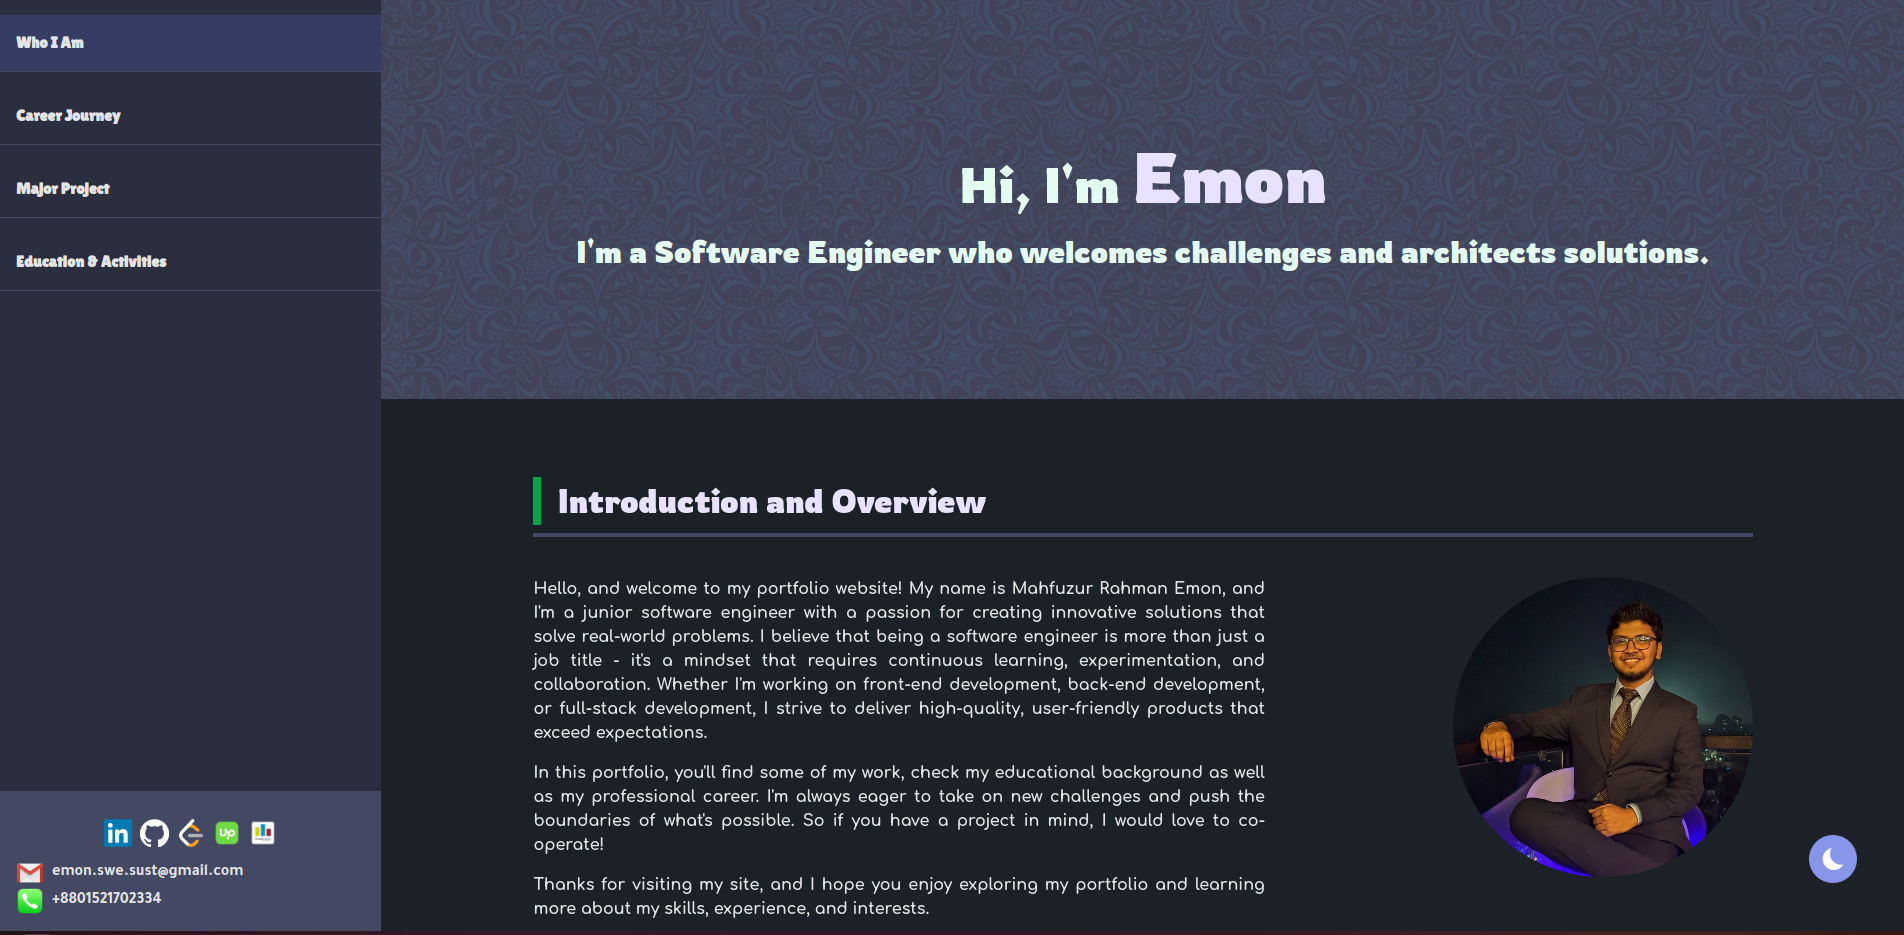 Who I Am
Career Journey
Major Project
Education & Activities
in
up
emon.swe.sust@gmail.com
+8801521702334
Hi, I'm Emon
I'm a Software Engineer who welcomes challenges and architects solutions.
Introduction and Overview
Hello, and welcome to my portfolio website! My name is Mahfuzur Rahman Emon, and
I'm a junior software engineer with a passion for creating innovative solutions that
solve real-world problems. I believe that being a software engineer is more than just a
job title - it's a mindset that requires continuous learning, experimentation, and
collaboration. Whether I'm working on front-end development, back-end development,
or full-stack development, I strive to deliver high-quality, user-friendly products that
exceed expectations.
In this portfolio, you'll find some of my work, check my educational background as well
as my professional career. I'm always eager to take on new challenges and push the
boundaries of what's possible. So if you have a project in mind, I would love to co-
operate!
Thanks for visiting my site, and I hope you enjoy exploring my portfolio and learning
more about my skills, experience, and interests.